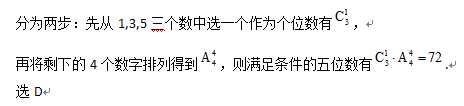 分为两步：先从 1,3,5 三个数中选一个作为个位数有 C₃¹，
再将剩下的 4 个数字排列得到 A₄⁴，则满足条件的五位数有 C₃¹·A₄⁴=72.
选 D